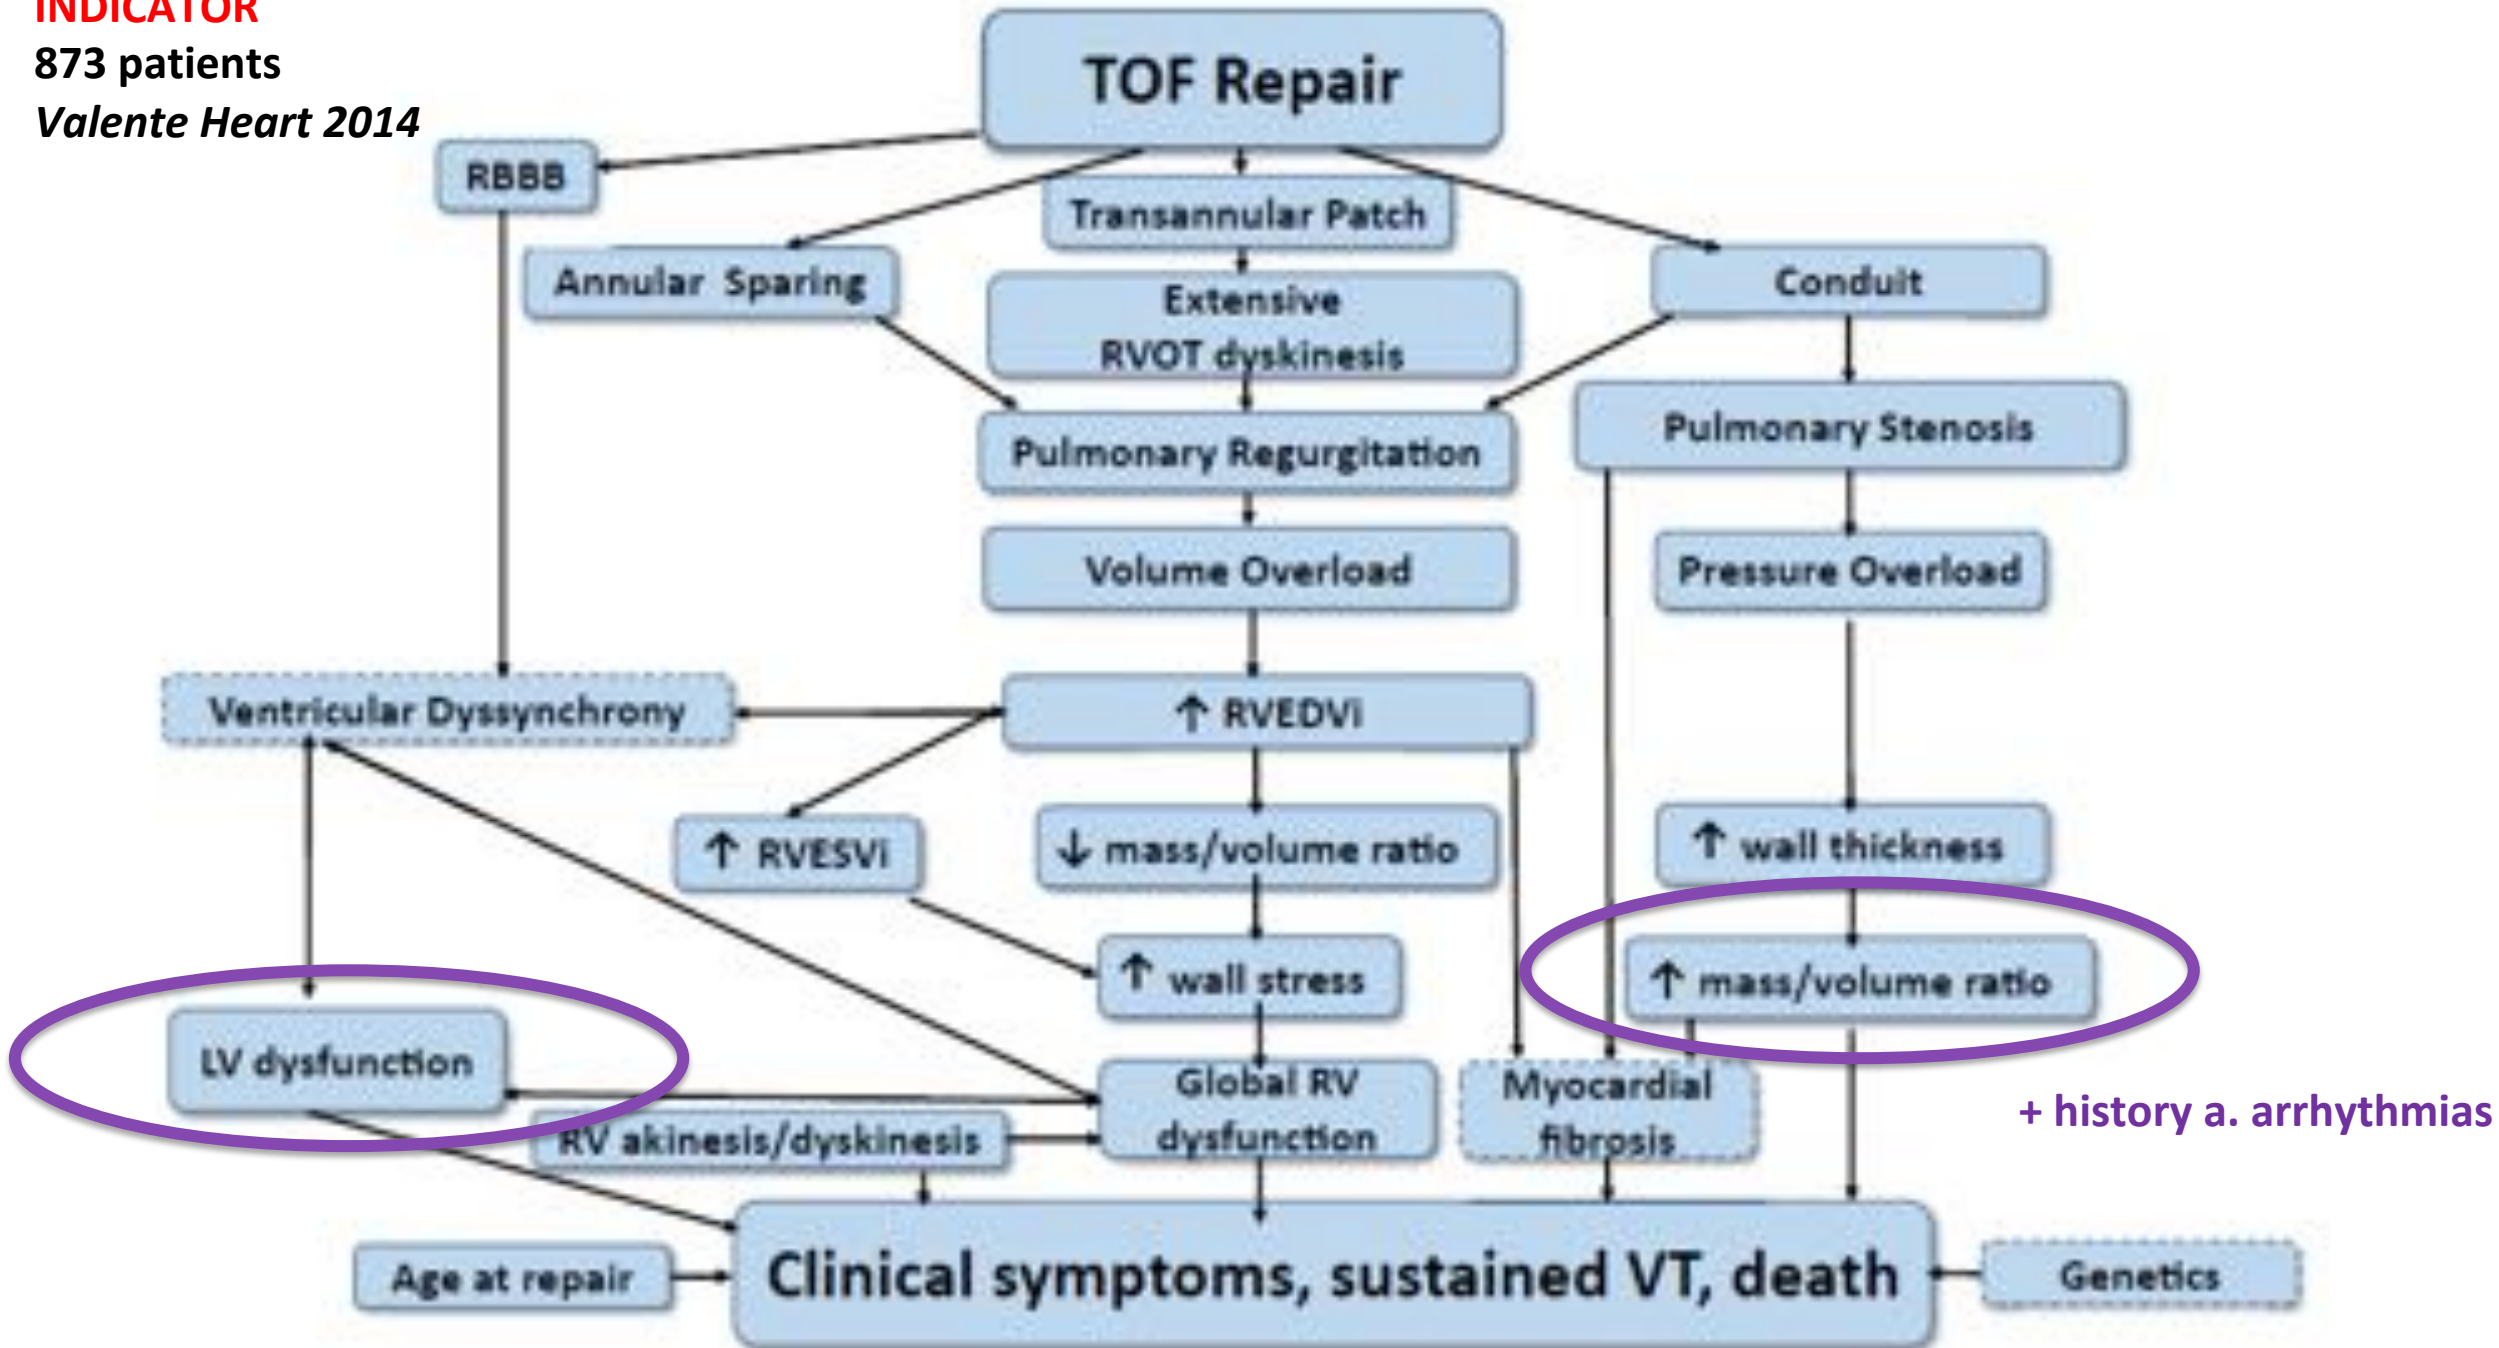 INDICATOR
873 patients
Valente Heart 2014
TOF Repair
RBBB
Transannular Patch
Annular Sparing
Extensive
RVOT dyskinesis
Conduit
Pulmonary Regurgitation
Pulmonary Stenosis
Volume Overload
Pressure Overload
Ventricular Dyssynchrony
↑ RVEDVi
↑ RVESVi
↓ mass/volume ratio
↑ wall thickness
↑ wall stress
↑ mass/volume ratio
LV dysfunction
Global RV
dysfunction
Myocardial
fibrosis
+ history a. arrhythmias
RV akinesis/dyskinesis
Age at repair
Clinical symptoms, sustained VT, death
Genetics